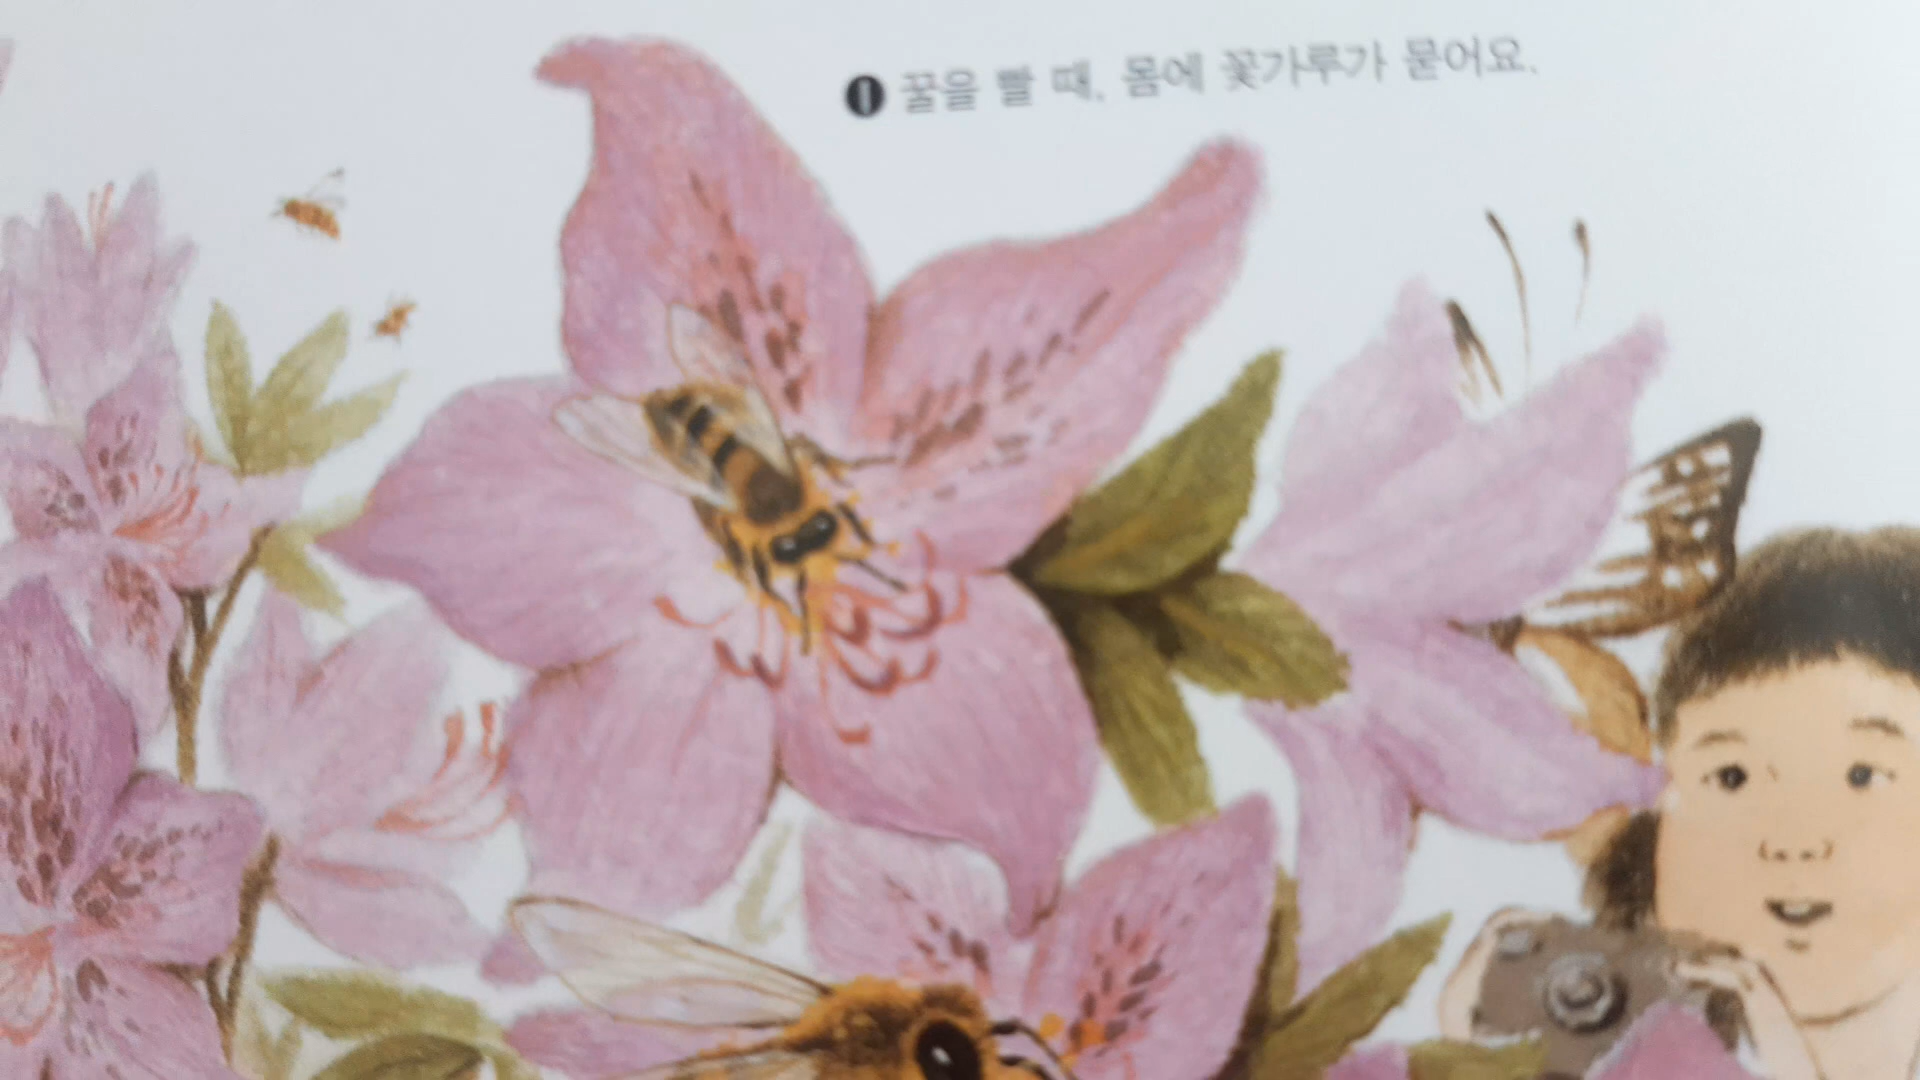 ❶ 꿀을 빨 때, 몸에 꽃가루가 묻어요.